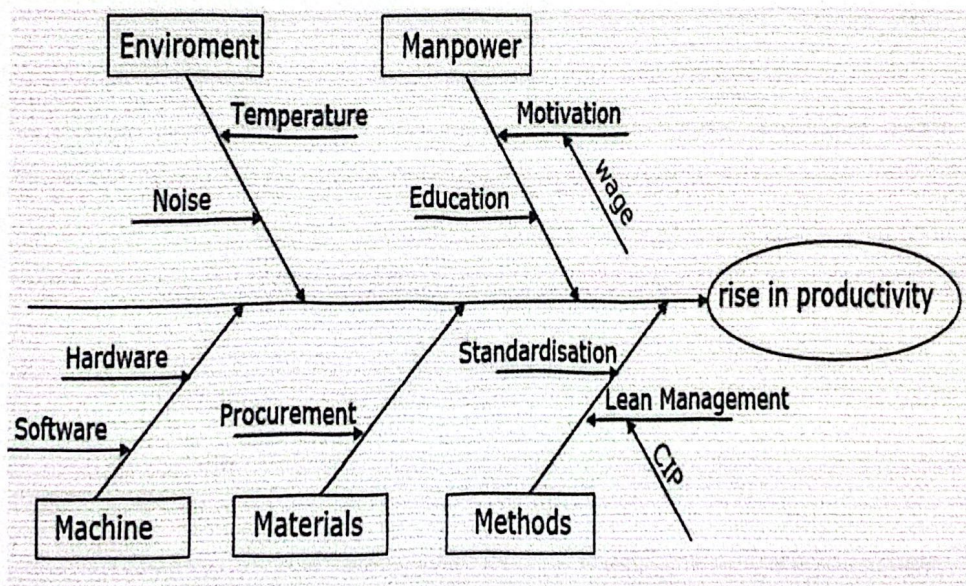 Enviroment
Manpower
Temperature
Motivation
Noise
Education
wage
rise in productivity
Hardware
Standardisation
Software
Procurement
Lean Management
CIP
Machine
Materials
Methods